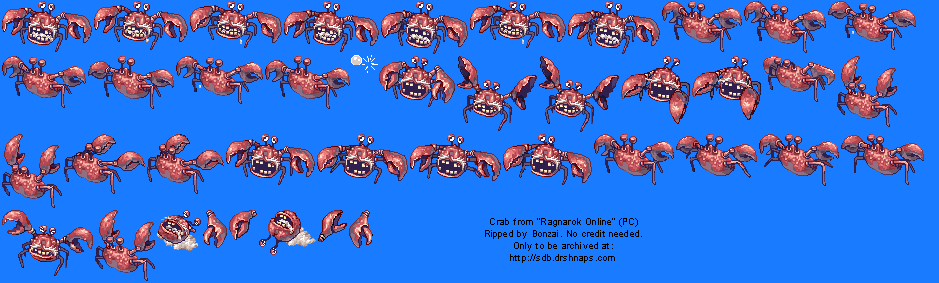 Crab from "Ragnarok Online" (PC)
Ripped by Bonzai. No credit needed.
Only to be archived at:
http://sdb.drshnaps.com